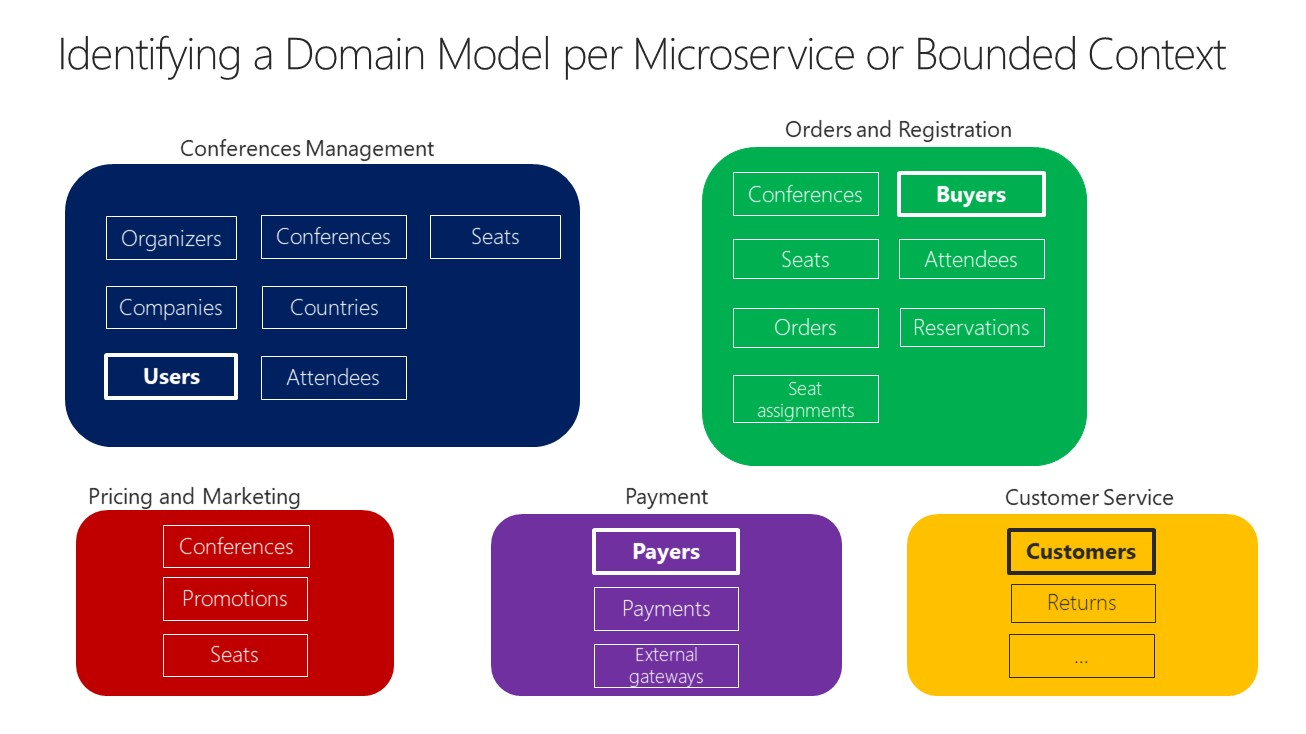 Identifying a Domain Model per Microservice or Bounded Context
Conferences Management
Organizers
Conferences
Seats
Companies
Countries
Users
Attendees
Orders and Registration
Conferences
Buyers
Seats
Attendees
Orders
Reservations
Seat
assignments
Pricing and Marketing
Conferences
Promotions
Seats
Payment
Payers
Payments
External
gateways
Customer Service
Customers
Returns
...